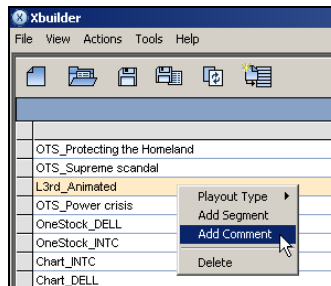 Xbuilder
File View Actions Tools Help
OTS_Protecting the Homeland
OTS_Supreme scandal
L3rd_Animated
OTS_Power crisis
OneStock_DELL
OneStock_INTC
Chart_INTC
Chart_DELL
Playout Type
Add Segment
Add Comment
Delete